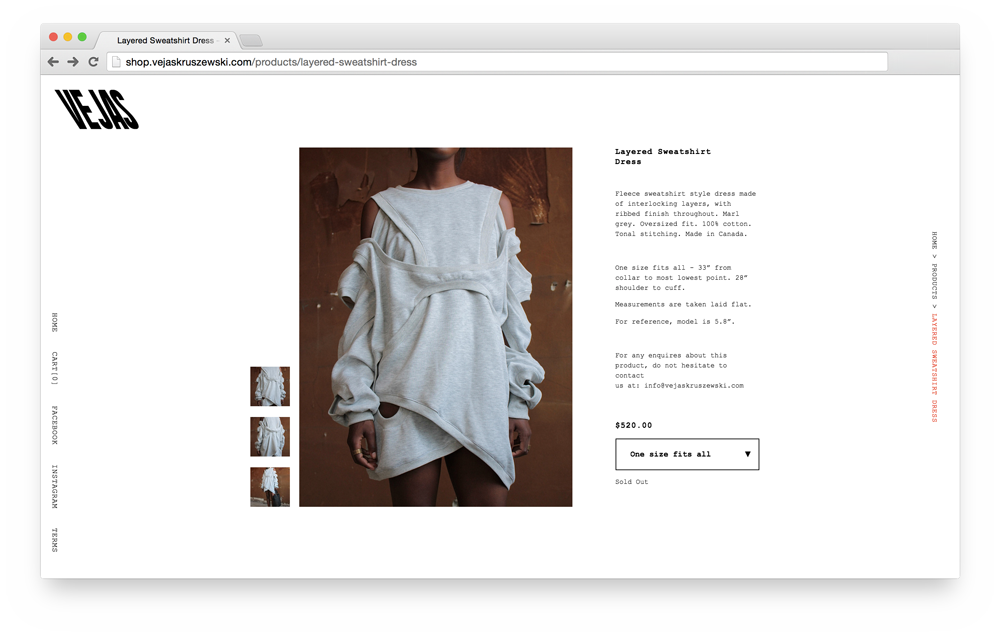 Layered Sweatshirt Dress -
shop.vejaskruszewski.com/products/layered-sweatshirt-dress
VEJAS
Layered Sweatshirt
Dress
Fleece sweatshirt style dress made
of interlocking layers, with
ribbed finish throughout. Marl
grey. Oversized fit. 100% cotton.
Tonal stitching. Made in Canada.
One size fits all - 33” from
collar to most lowest point. 28”
shoulder to cuff.
Measurements are taken laid flat.
For reference, model is 5.8”.
For any enquires about this
product, do not hesitate to
contact
us at: info@vejaskruszewski.com
$520.00
One size fits all ▼
Sold Out
HOME
CART(0)
FACEBOOK
INSTAGRAM
TERMS
HOME > PRODUCTS > LAYERED SWEATSHIRT DRESS